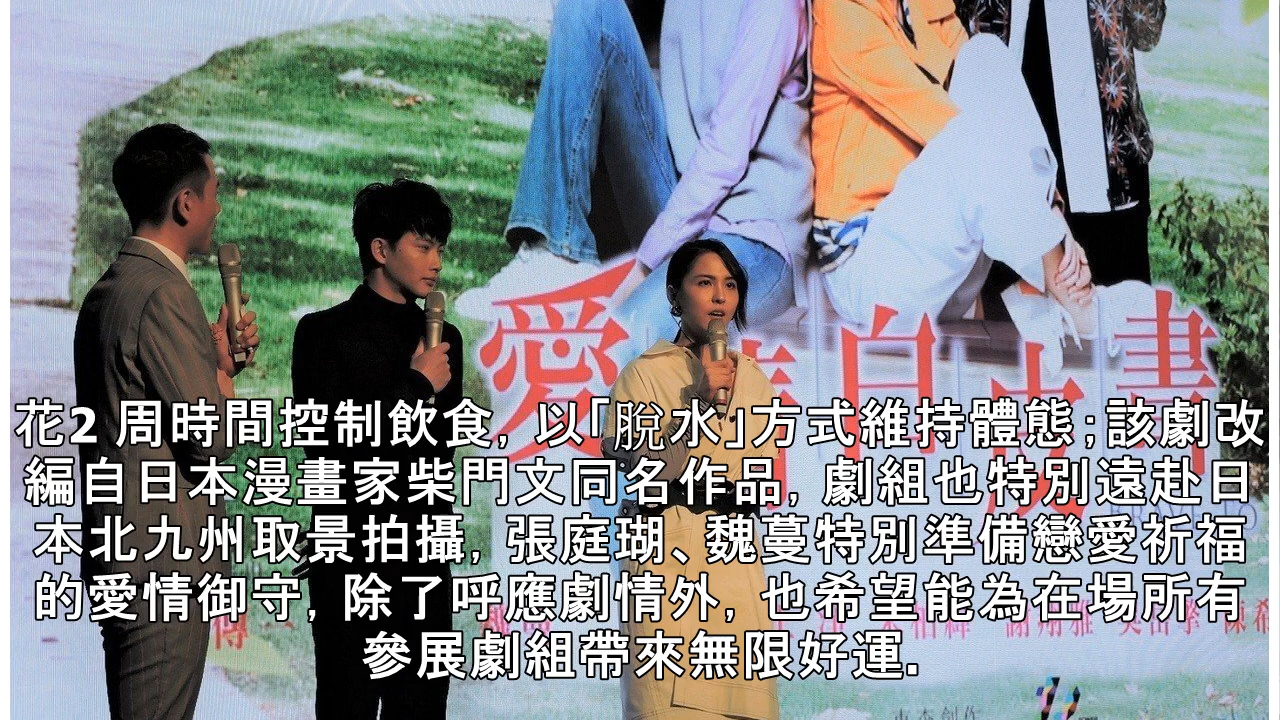 愛情白皮書
花2 周時間控制飲食, 以「脫水」方式維持體態;該劇改
編自日本漫畫家柴門文同名作品, 劇組也特別遠赴日
本北九州取景拍攝, 張庭瑚、魏蔓特別準備戀愛祈福
的愛情御守, 除了呼應劇情外, 也希望能為在場所有
參展劇組帶來無限好運.